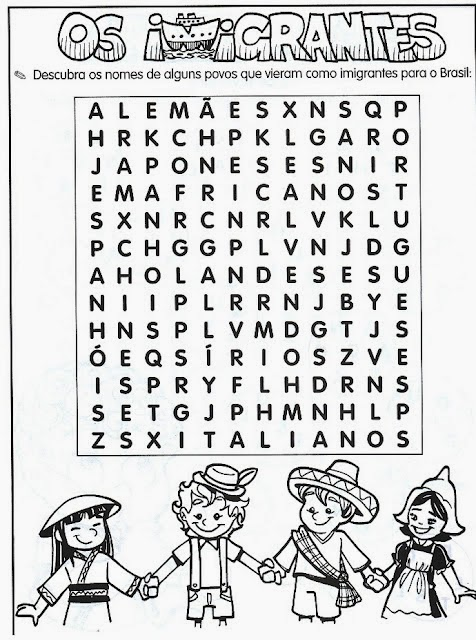 OS IMIGRANTES
Descubra os nomes de alguns povos que vieram como imigrantes para o Brasil:
A L E M Ã E S X N S Q P
H R K C H P K L G A R O
J A P O N E S E S N I R
E M A F R I C A N O S T
S X N R C N R L V K L U
P C H G G P L V N J D G
A H O L A N D E S E S U
N I I P L R R N J B Y E
H N S P L V M D G T J S
Ó E Q S Í R I O S Z V E
I S P R Y F L H D R N S
S E T G J P H M N H L P
Z S X I T A L I A N O S